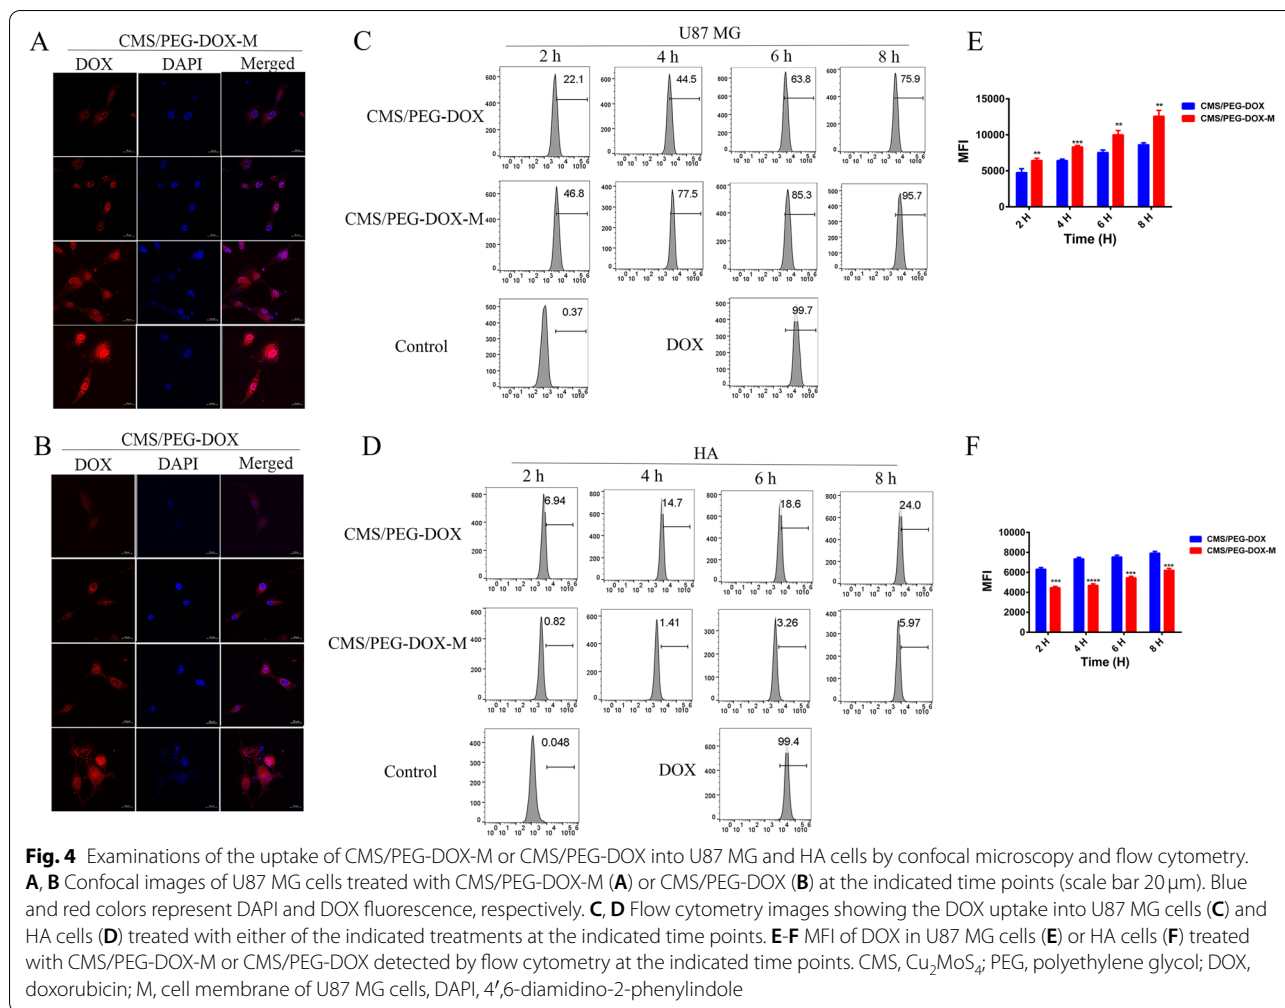 A
CMS/PEG-DOX-M
DOX DAPI Merged
B
CMS/PEG-DOX
DOX DAPI Merged
C
U87 MG
2 h 4 h 6 h 8 h
CMS/PEG-DOX
22.1 44.5 63.8 75.9
CMS/PEG-DOX-M
46.8 77.5 85.3 95.7
Control
0.37
DOX
99.7
D
HA
2 h 4 h 6 h 8 h
CMS/PEG-DOX
6.94 14.7 18.6 24.0
CMS/PEG-DOX-M
0.82 1.41 3.26 5.97
Control
0.048
DOX
99.4
E
15000
10000
5000
0
MFI
** *** ** **
2 H 4 H 6 H 8 H
Time (H)
CMS/PEG-DOX
CMS/PEG-DOX-M
F
10000
8000
6000
4000
2000
0
MFI
*** **** *** ***
2 H 4 H 6 H 8 H
Time (H)
CMS/PEG-DOX
CMS/PEG-DOX-M
Fig. 4 Examinations of the uptake of CMS/PEG-DOX-M or CMS/PEG-DOX into U87 MG and HA cells by confocal microscopy and flow cytometry.
A, B Confocal images of U87 MG cells treated with CMS/PEG-DOX-M (A) or CMS/PEG-DOX (B) at the indicated time points (scale bar 20 μm). Blue
and red colors represent DAPI and DOX fluorescence, respectively. C, D Flow cytometry images showing the DOX uptake into U87 MG cells (C) and
HA cells (D) treated with either of the indicated treatments at the indicated time points. E-F MFI of DOX in U87 MG cells (E) or HA cells (F) treated
with CMS/PEG-DOX-M or CMS/PEG-DOX detected by flow cytometry at the indicated time points. CMS, Cu₂MoS₄; PEG, polyethylene glycol; DOX,
doxorubicin; M, cell membrane of U87 MG cells, DAPI, 4′,6-diamidino-2-phenylindole